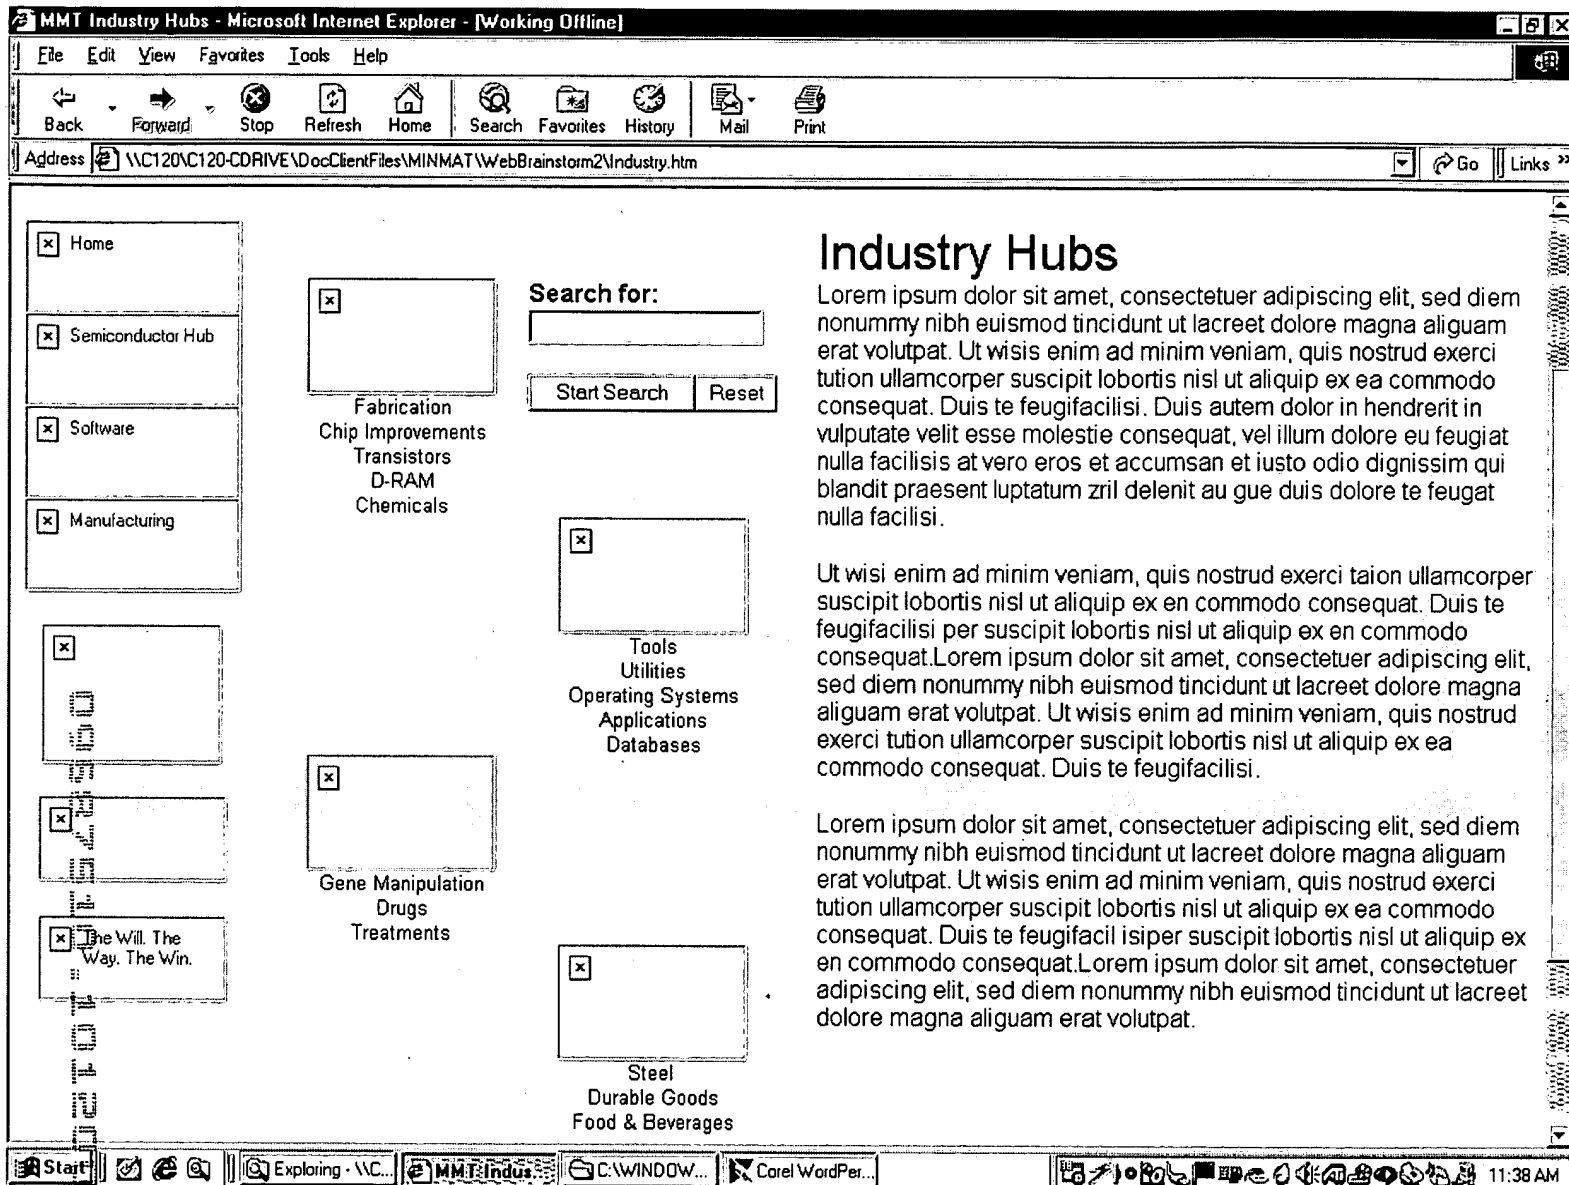 MMT Industry Hubs - Microsoft Internet Explorer - [Working Offline]
File Edit View Favorites Tools Help
Back Forward Stop Refresh Home Search Favorites History Mail Print
Address \\C120\C120-CDRIVE\DocClientFiles\MINMAT\WebBrainstorm2\Industry.htm Go Links »
Home
Semiconductor Hub
Software
Manufacturing
The Will. The
Way. The Win.
Fabrication
Chip Improvements
Transistors
D-RAM
Chemicals
Search for:
Start Search Reset
Tools
Utilities
Operating Systems
Applications
Databases
Gene Manipulation
Drugs
Treatments
Steel
Durable Goods
Food & Beverages
Industry Hubs
Lorem ipsum dolor sit amet, consectetuer adipiscing elit, sed diem
nonummy nibh euismod tincidunt ut lacreet dolore magna aliguam
erat volutpat. Ut wisis enim ad minim veniam, quis nostrud exerci
tution ullamcorper suscipit lobortis nisl ut aliquip ex ea commodo
consequat. Duis te feugifacilisi. Duis autem dolor in hendrerit in
vulputate velit esse molestie consequat, vel illum dolore eu feugiat
nulla facilisis at vero eros et accumsan et iusto odio dignissim qui
blandit praesent luptatum zril delenit au gue duis dolore te feugat
nulla facilisi.
Ut wisi enim ad minim veniam, quis nostrud exerci taion ullamcorper
suscipit lobortis nisl ut aliquip ex en commodo consequat. Duis te
feugifacilisi per suscipit lobortis nisl ut aliquip ex en commodo
consequat.Lorem ipsum dolor sit amet, consectetuer adipiscing elit,
sed diem nonummy nibh euismod tincidunt ut lacreet dolore magna
aliguam erat volutpat. Ut wisis enim ad minim veniam, quis nostrud
exerci tution ullamcorper suscipit lobortis nisl ut aliquip ex ea
commodo consequat. Duis te feugifacilisi.
Lorem ipsum dolor sit amet, consectetuer adipiscing elit, sed diem
nonummy nibh euismod tincidunt ut lacreet dolore magna aliguam
erat volutpat. Ut wisis enim ad minim veniam, quis nostrud exerci
tution ullamcorper suscipit lobortis nisl ut aliquip ex ea commodo
consequat. Duis te feugifacil isiper suscipit lobortis nisl ut aliquip ex
en commodo consequat.Lorem ipsum dolor sit amet, consectetuer
adipiscing elit, sed diem nonummy nibh euismod tincidunt ut lacreet
dolore magna aliguam erat volutpat.
Start Exploring - \\C... MMT Indus... C:\WINDOW... Corel WordPer... 11:38 AM